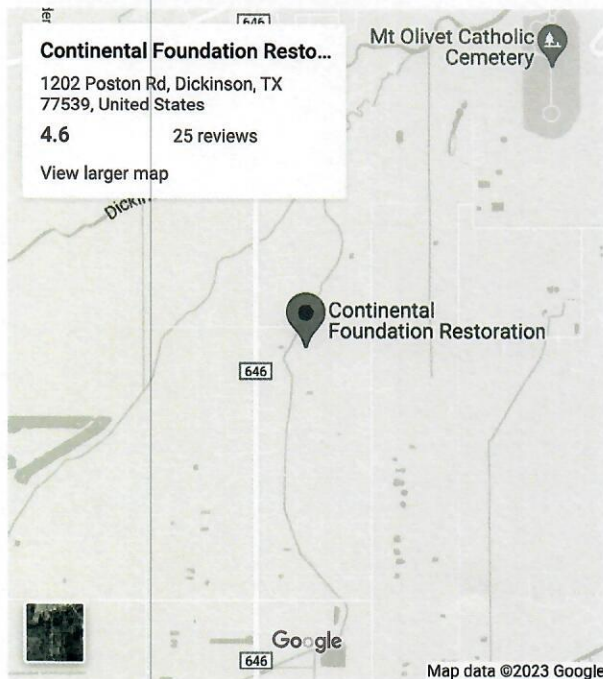 646
Continental Foundation Resto...
1202 Poston Rd, Dickinson, TX
77539, United States
4.6 25 reviews
View larger map
Mt Olivet Catholic
Cemetery
Continental
Foundation Restoration
646
Google
646
Map data ©2023 Google